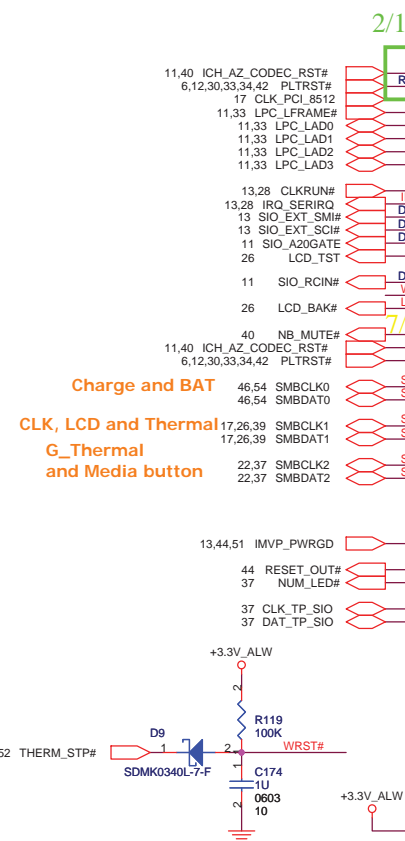 2/1
11,40 ICH_AZ_CODEC_RST#
6,12,30,33,34,42 PLTRST#
R
17 CLK_PCI_8512
11,33 LPC_LFRAME#
11,33 LPC_LAD0
11,33 LPC_LAD1
11,33 LPC_LAD2
11,33 LPC_LAD3
13,28 CLKRUN#
13,28 IRQ_SERIRQ
13 SIO_EXT_SMI# D
13 SIO_EXT_SCI# D
11 SIO_A20GATE D
26 LCD_TST
11 SIO_RCIN# D
26 LCD_BAK# L
7/
40 NB_MUTE#
11,40 ICH_AZ_CODEC_RST#
6,12,30,33,34,42 PLTRST#
Charge and BAT 46,54 SMBCLK0 S
46,54 SMBDAT0 S
CLK, LCD and Thermal 17,26,39 SMBCLK1 S
17,26,39 SMBDAT1 S
G_Thermal
and Media button 22,37 SMBCLK2 S
22,37 SMBDAT2 S
13,44,51 IMVP_PWRGD
44 RESET_OUT#
37 NUM_LED#
37 CLK_TP_SIO
37 DAT_TP_SIO
+3.3V_ALW
2
R119
100K
D9
52 THERM_STP# 1 2 WRST#
SDMK0340L-7-F
1 C174
1U
2 0603
10
+3.3V_ALW